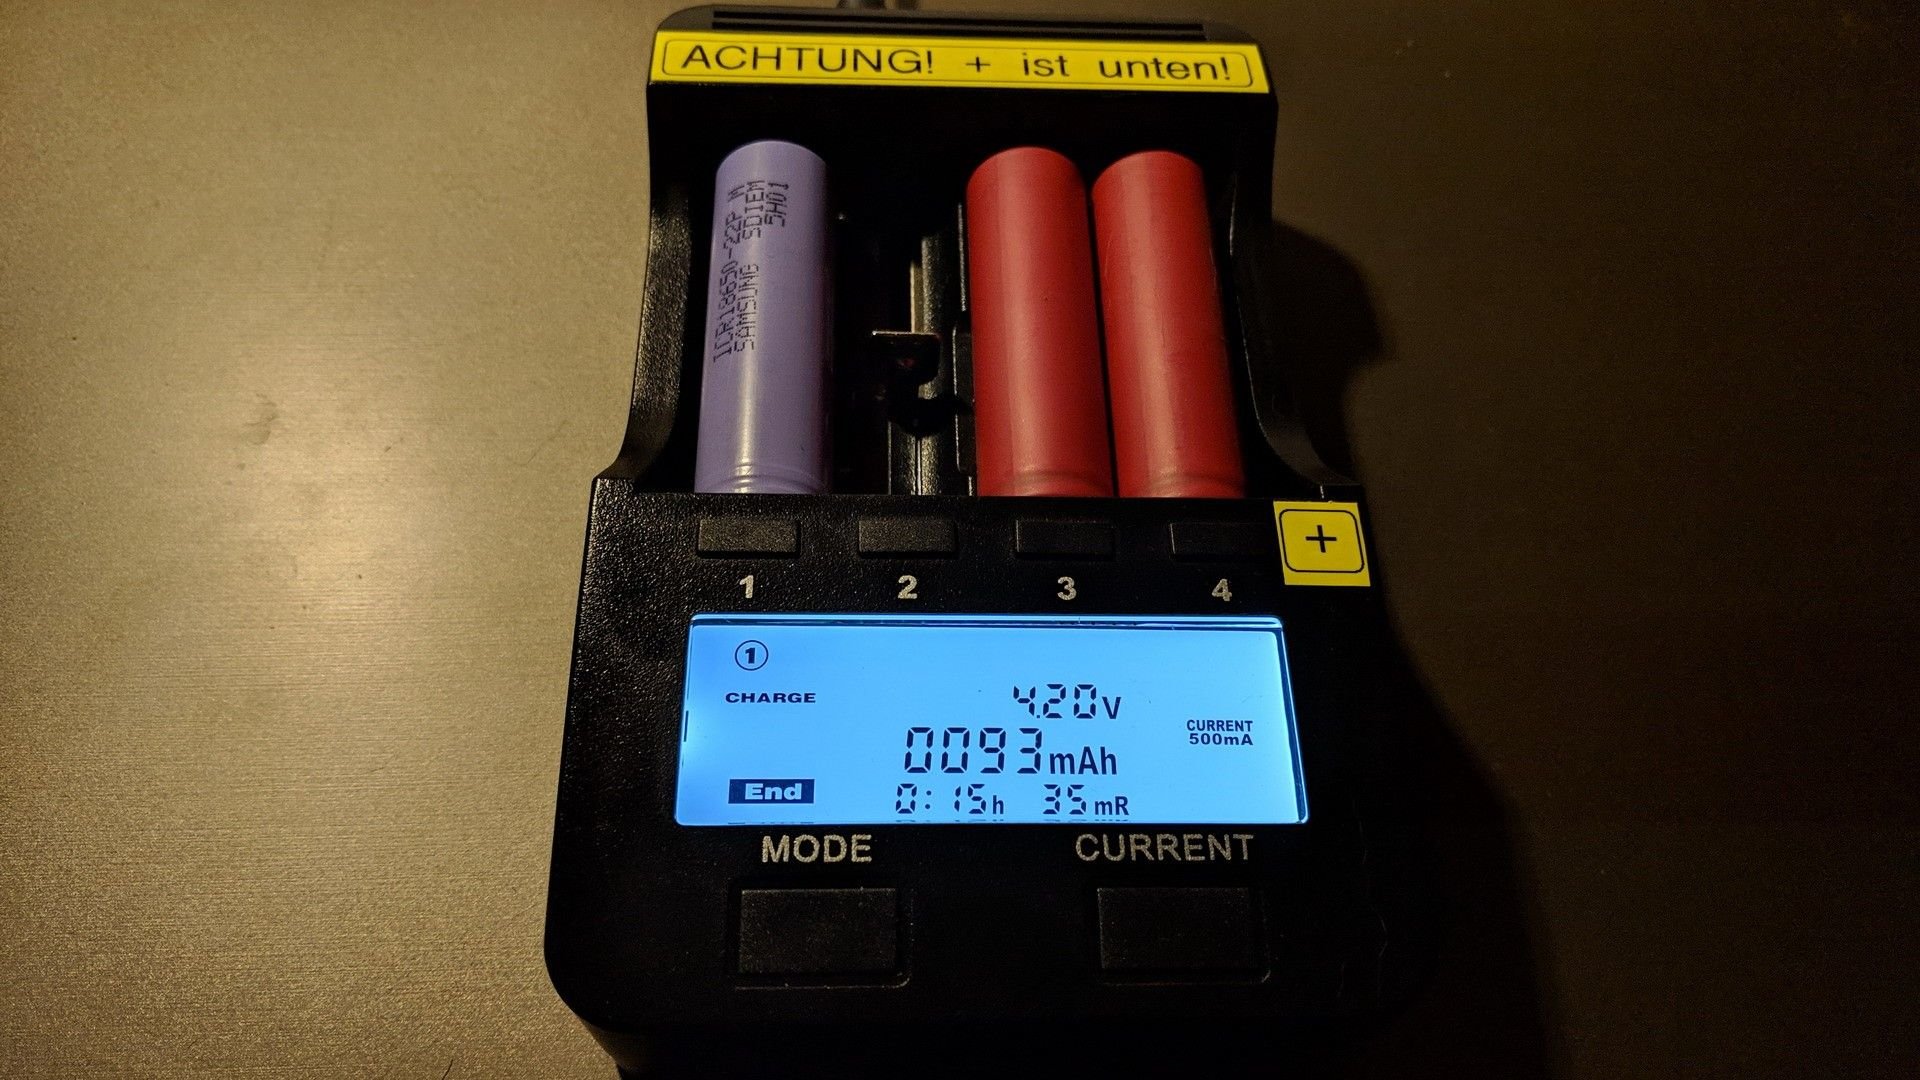 ACHTUNG! + ist unten!
ICR18650-22P M
SAMSUNG SDIEM
5H01
+
1 2 3 4
1
CHARGE
4.20V
CURRENT
500mA
0093mAh
End
0:15h 35mR
MODE CURRENT